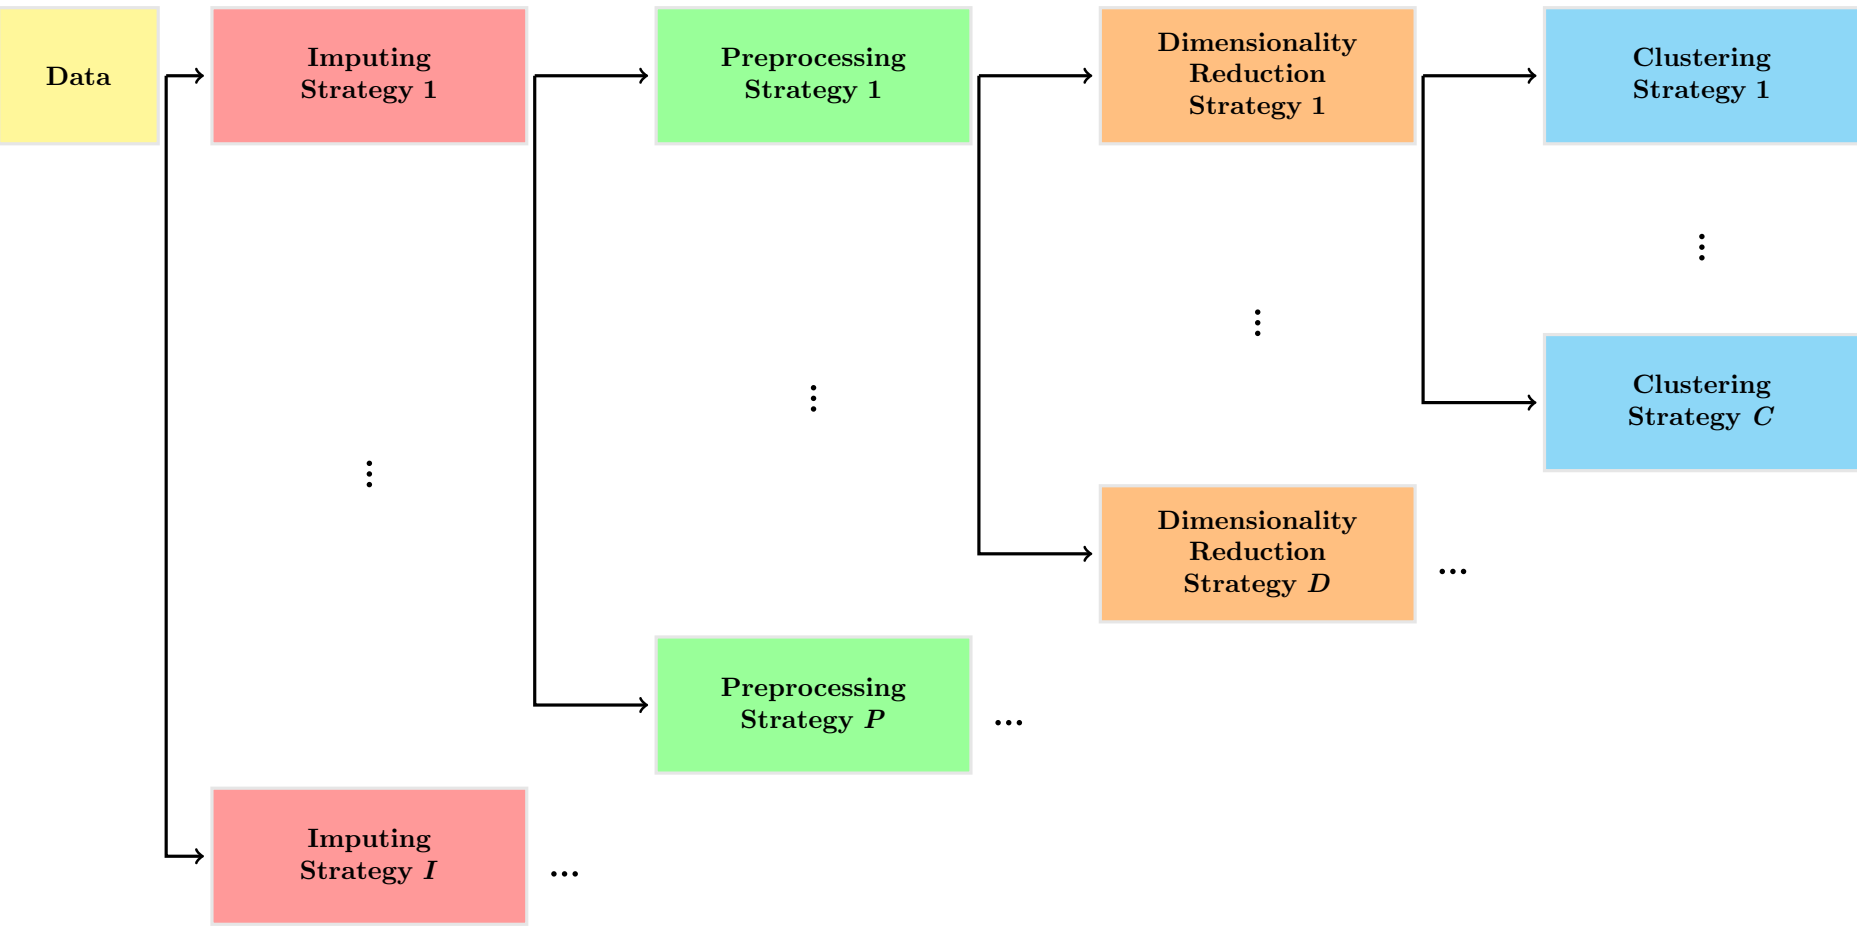 Data
Imputing
Strategy 1
Preprocessing
Strategy 1
Dimensionality
Reduction
Strategy 1
Clustering
Strategy 1
⋮
⋮
⋮
⋮
Clustering
Strategy C
Dimensionality
Reduction
Strategy D
...
Preprocessing
Strategy P
...
Imputing
Strategy I
...